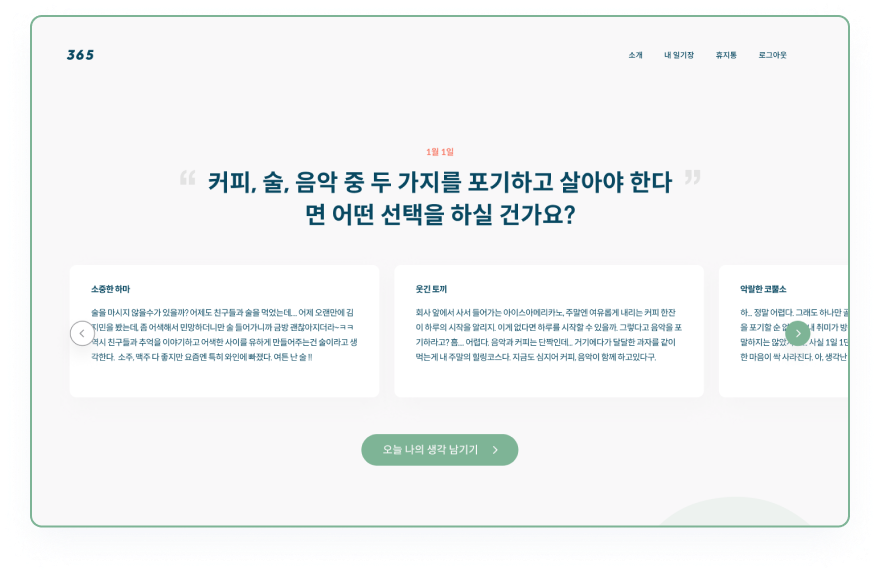 365
소개 내 일기장 휴지통 로그아웃
1월 1일
“ 커피, 술, 음악 중 두 가지를 포기하고 살아야 한다 ”
면 어떤 선택을 하실 건가요?
소중한 하마
술을 마시지 않을수가 있을까? 어제도 친구들과 술을 먹었는데... 어제 오랜만에 김
지민을 봤는데, 좀 어색해서 민망하더니만 술 들어가니까 금방 괜찮아지더라~ㅋㅋ
역시 친구들과 추억을 이야기하고 어색한 사이를 유하게 만들어주는건 술이라고 생
각한다. 소주, 맥주 다 좋지만 요즘엔 특히 와인에 빠졌다. 여튼 난 술!!
웃긴 토끼
회사 앞에서 사서 들어가는 아이스아메리카노, 주말엔 여유롭게 내리는 커피 한잔
이 하루의 시작을 알리지. 이게 없다면 하루를 시작할 수 있을까. 그렇다고 음악을 포
기하라고? 흠... 어렵다. 음악과 커피는 단짝인데... 거기에다가 달달한 과자를 같이
먹는게 내 주말의 힐링코스다. 지금도 심지어 커피, 음악이 함께 하고있다구.
악랄한 코뿔소
하... 정말 어렵다. 그래도 하나만
을 포기할 순 내 취미가
말하지는 않았 사실 1일
한 마음이 싹 사라진다. 아, 생각난
오늘 나의 생각 남기기